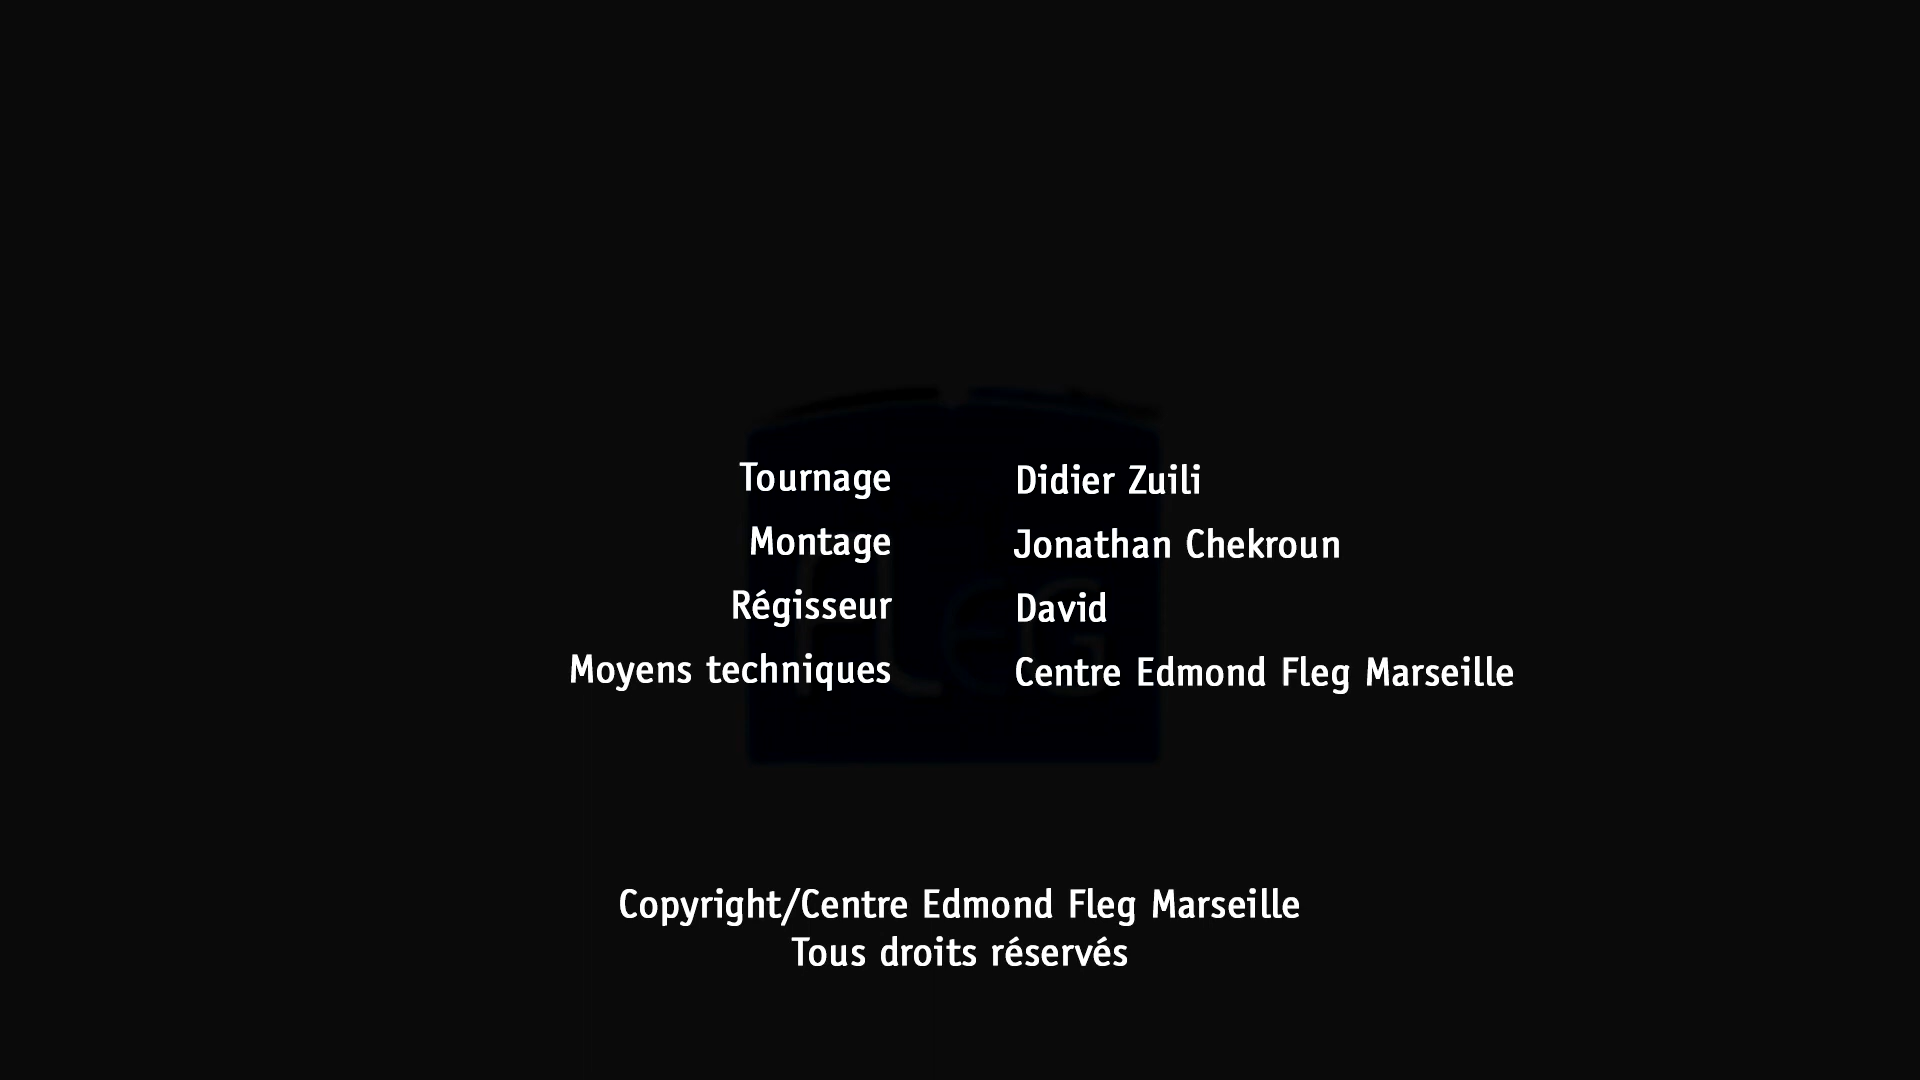 Tournage Didier Zuili
Montage Jonathan Chekroun
Régisseur David
Moyens techniques Centre Edmond Fleg Marseille
FLEG
Copyright/Centre Edmond Fleg Marseille
Tous droits réservés